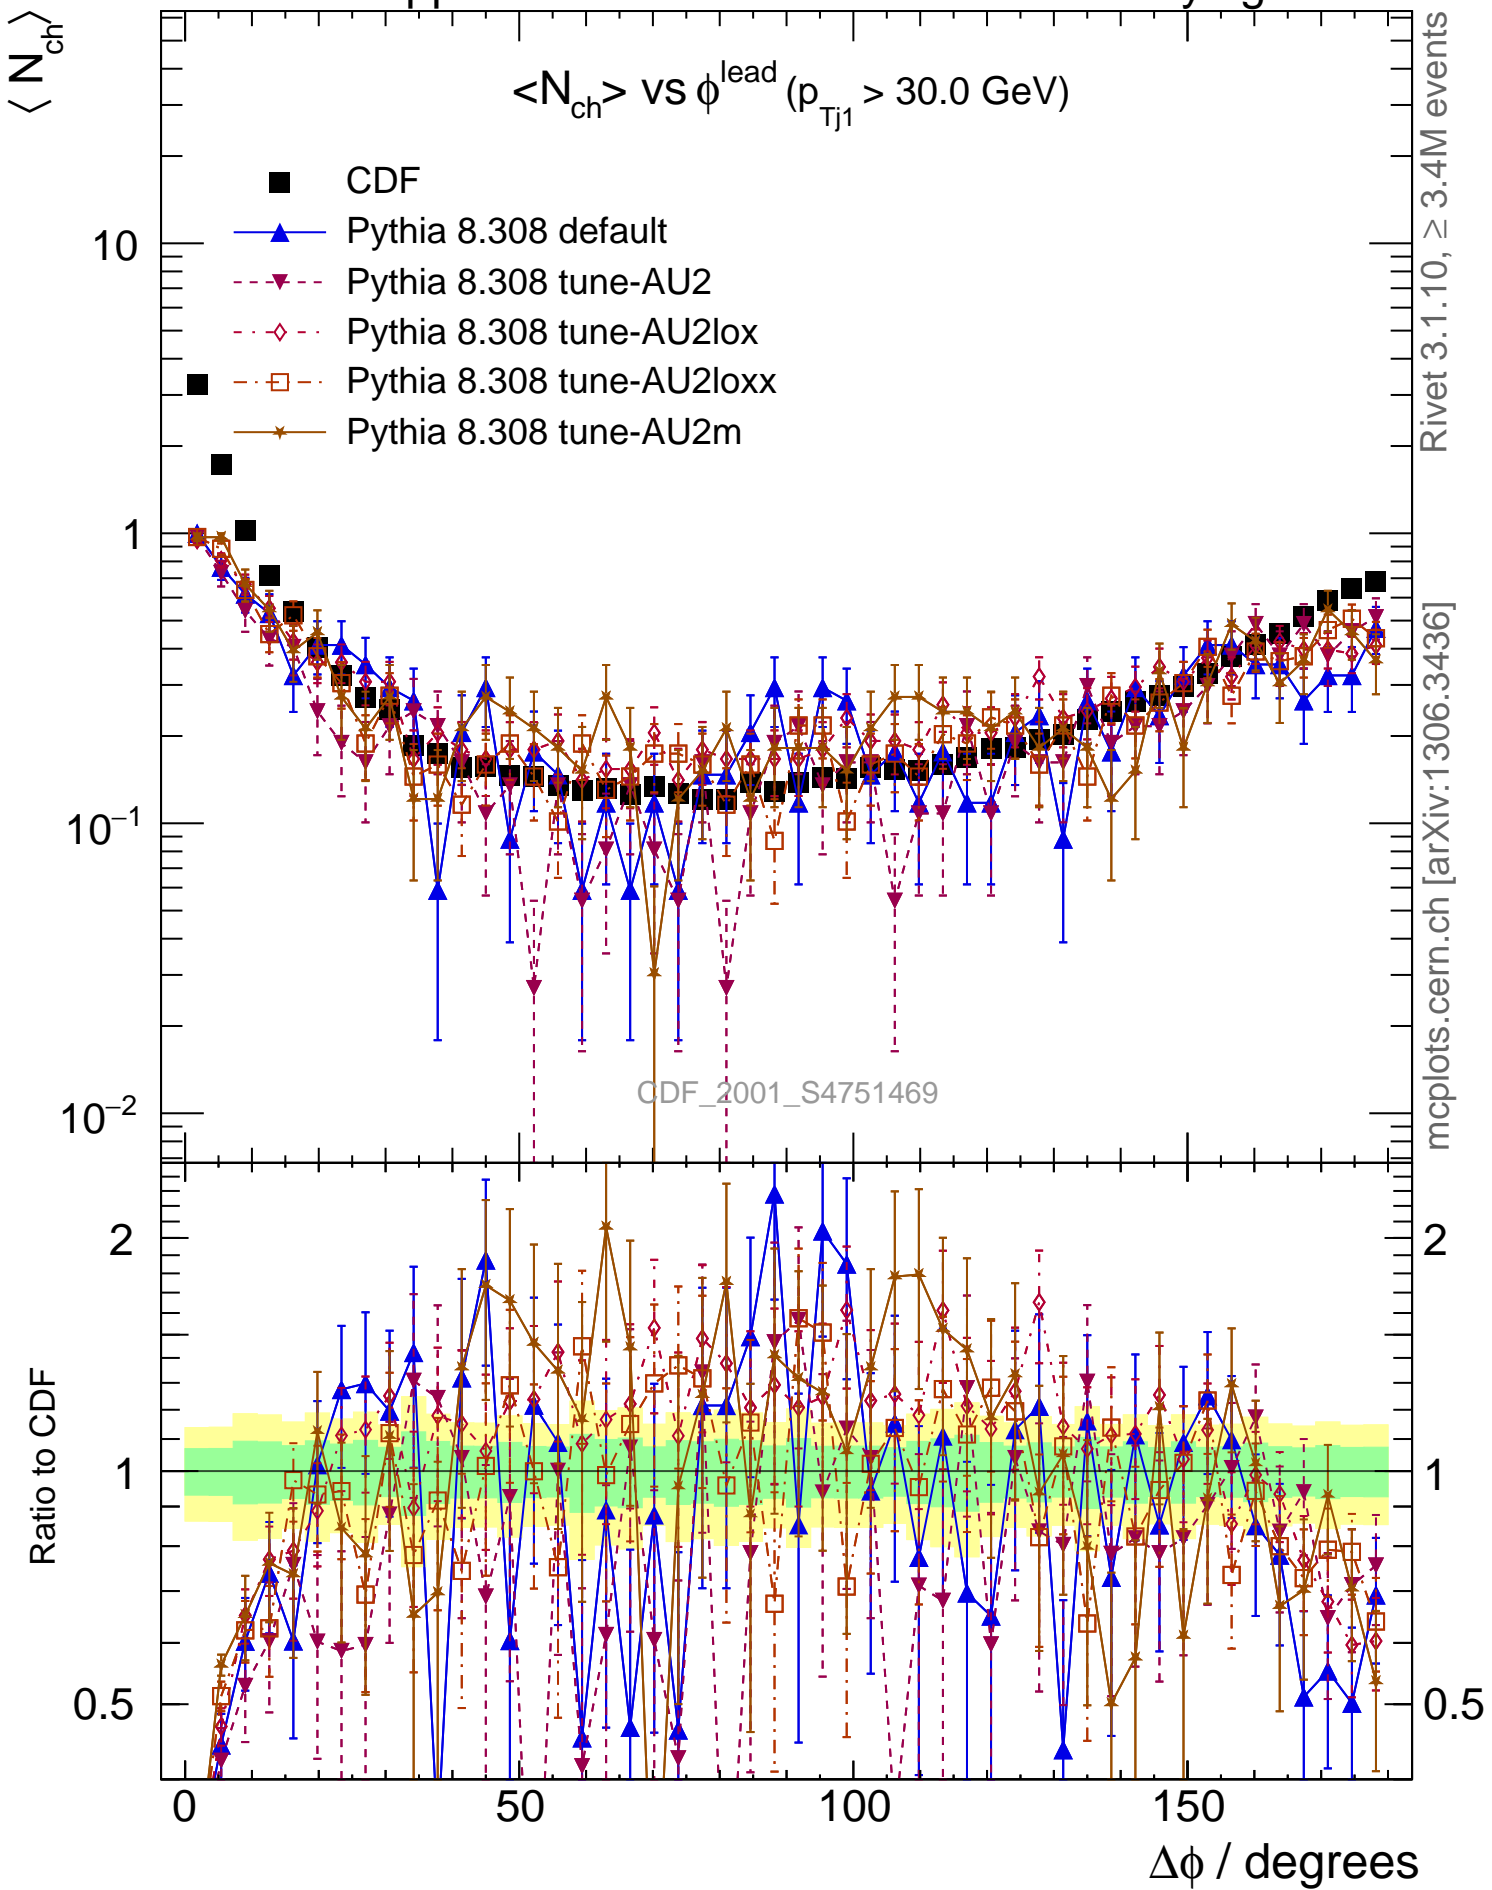 ⟨ N_ch ⟩
<N_ch> vs ϕ^lead (p_Tj1 > 30.0 GeV)
CDF
Pythia 8.308 default
Pythia 8.308 tune-AU2
Pythia 8.308 tune-AU2lox
Pythia 8.308 tune-AU2loxx
Pythia 8.308 tune-AU2m
10
1
10^−1
10^−2
CDF_2001_S4751469
Rivet 3.1.10, ≥ 3.4M events
mcplots.cern.ch [arXiv:1306.3436]
Ratio to CDF
2
1
0.5
2
1
0.5
0 50 100 150
Δϕ / degrees